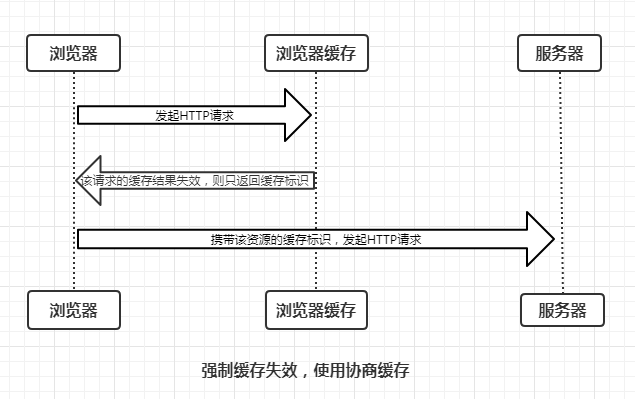 浏览器
浏览器缓存
服务器
发起HTTP请求
该请求的缓存结果失效，则只返回缓存标识
携带该资源的缓存标识，发起HTTP请求
浏览器
浏览器缓存
服务器
强制缓存失效，使用协商缓存